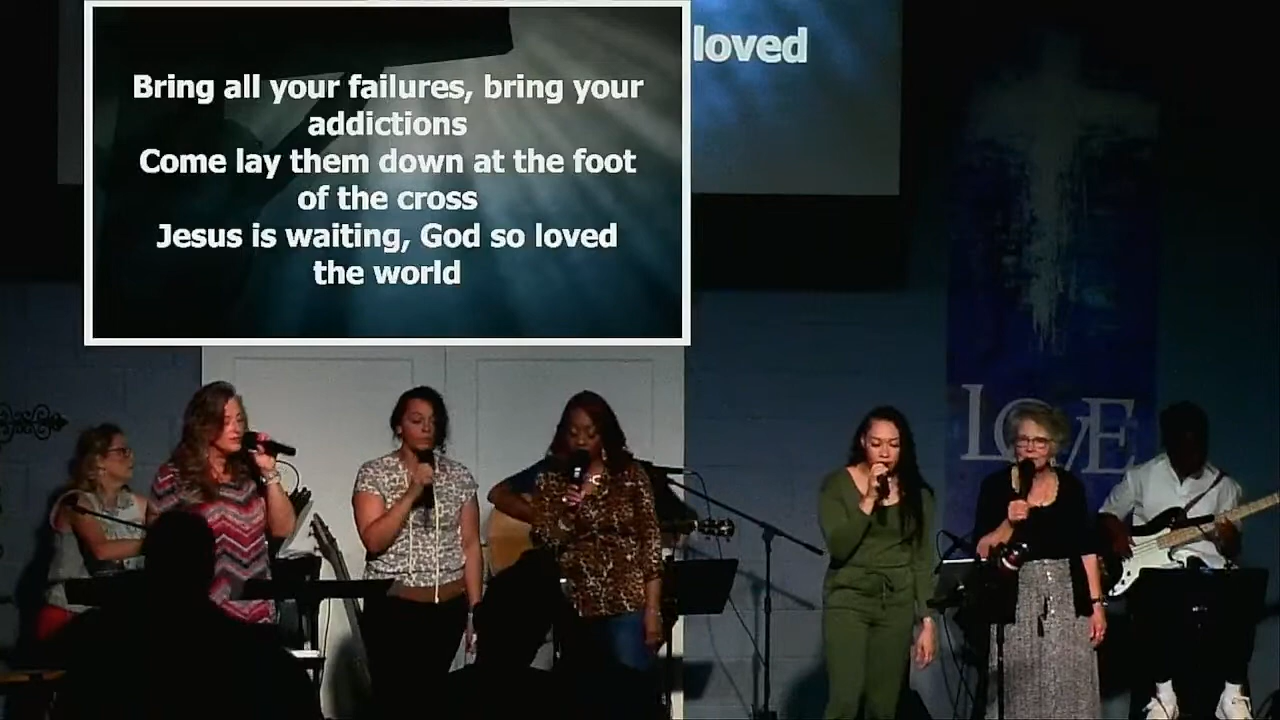 Bring all your failures, bring your
addictions
Come lay them down at the foot
of the cross
Jesus is waiting, God so loved
the world
loved
LOVE